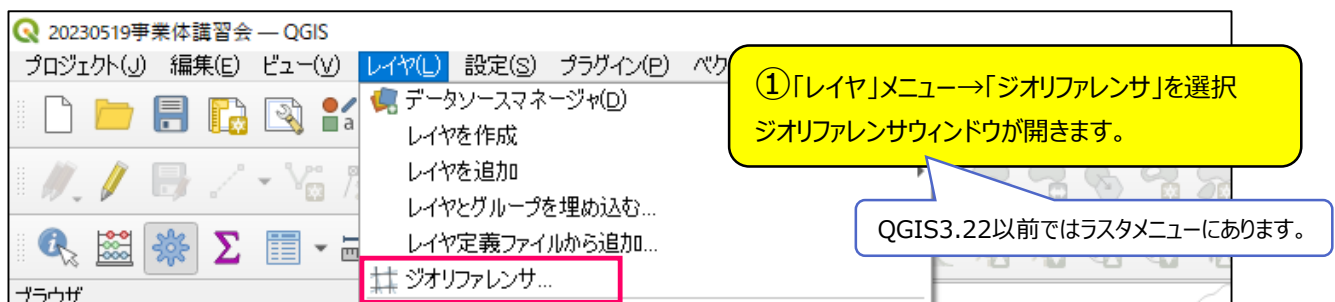 20230519事業体講習会 — QGIS
プロジェクト(J) 編集(E) ビュー(V) レイヤ(L) 設定(S) プラグイン(P) ベク
①「レイヤ」メニュー→「ジオリファレンサ」を選択
ジオリファレンサウィンドウが開きます。
データソースマネージャ(D)
レイヤを作成
レイヤを追加
レイヤとグループを埋め込む...
QGIS3.22以前ではラスタメニューにあります。
レイヤ定義ファイルから追加...
ジオリファレンサ...
ブラウザ